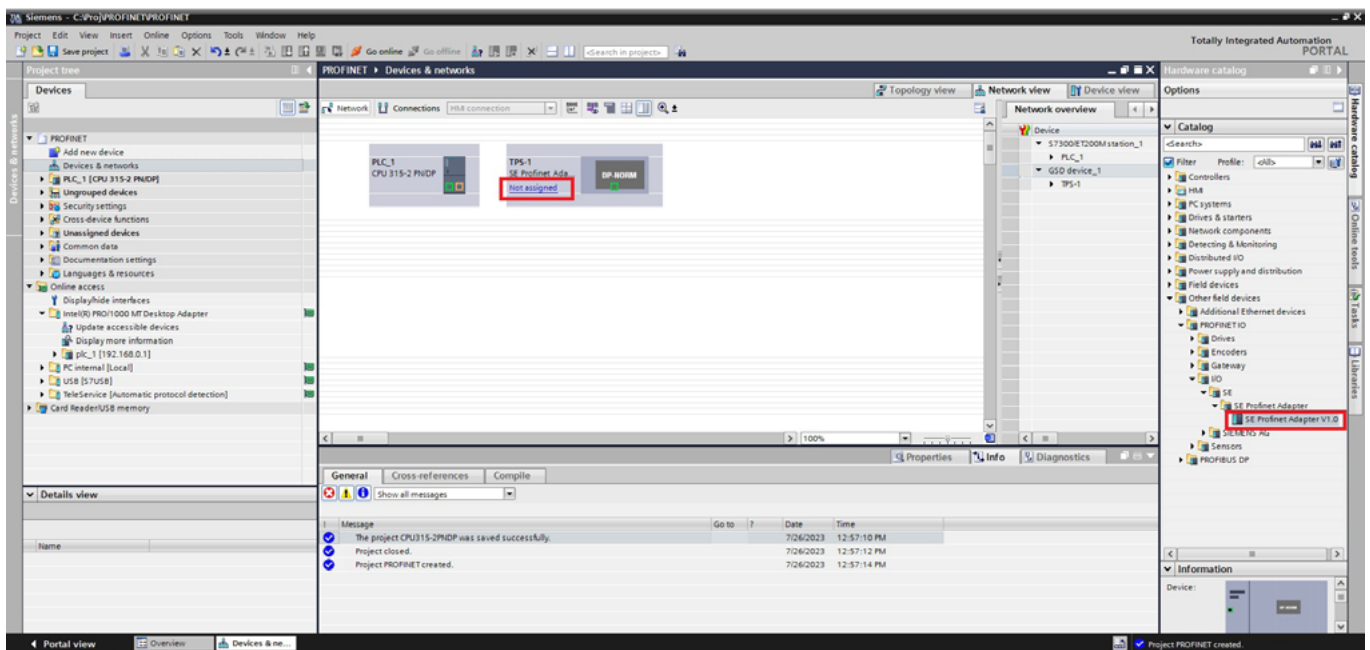 Siemens - C:\Proj\PROFINET\PROFINET
Project Edit View Insert Online Options Tools Window Help
Totally Integrated Automation
PORTAL
Save project Go online Go offline <Search in project>
Project tree
Devices
Devices & networks
PROFINET
Add new device
Devices & networks
PLC_1 [CPU 315-2 PN/DP]
Ungrouped devices
Security settings
Cross-device functions
Unassigned devices
Common data
Documentation settings
Languages & resources
Online access
Display/hide interfaces
Intel(R) PRO/1000 MT Desktop Adapter
Update accessible devices
Display more information
plc_1 [192.168.0.1]
PC internal [Local]
USB [S7USB]
TeleService [Automatic protocol detection]
Card Reader/USB memory
Details view
Name
PROFINET Devices & networks
Topology view Network view Device view
Network Connections HMI connection
PLC_1
CPU 315-2 PN/DP
TPS-1
SE Profinet Ada...
Not assigned
DP-NORM
100%
Network overview
Device
S7300/ET200M station_1
PLC_1
GSD device_1
TPS-1
Properties Info Diagnostics
General Cross-references Compile
Show all messages
! Message Go to ? Date Time
The project CPU315-2PNDP was saved successfully. 7/26/2023 12:57:10 PM
Project closed. 7/26/2023 12:57:12 PM
Project PROFINET created. 7/26/2023 12:57:14 PM
Hardware catalog
Options
Catalog
<Search>
Filter Profile: <All>
Controllers
HMI
PC systems
Drives & starters
Network components
Detecting & Monitoring
Distributed I/O
Power supply and distribution
Field devices
Other field devices
Additional Ethernet devices
PROFINET IO
Drives
Encoders
Gateway
I/O
SE
SE Profinet Adapter
SE Profinet Adapter V1.0
SIEMENS AG
Sensors
PROFIBUS DP
Information
Device:
DP-NORM
Hardware catalog
Online tools
Tasks
Libraries
Portal view Overview Devices & ne... Project PROFINET created.